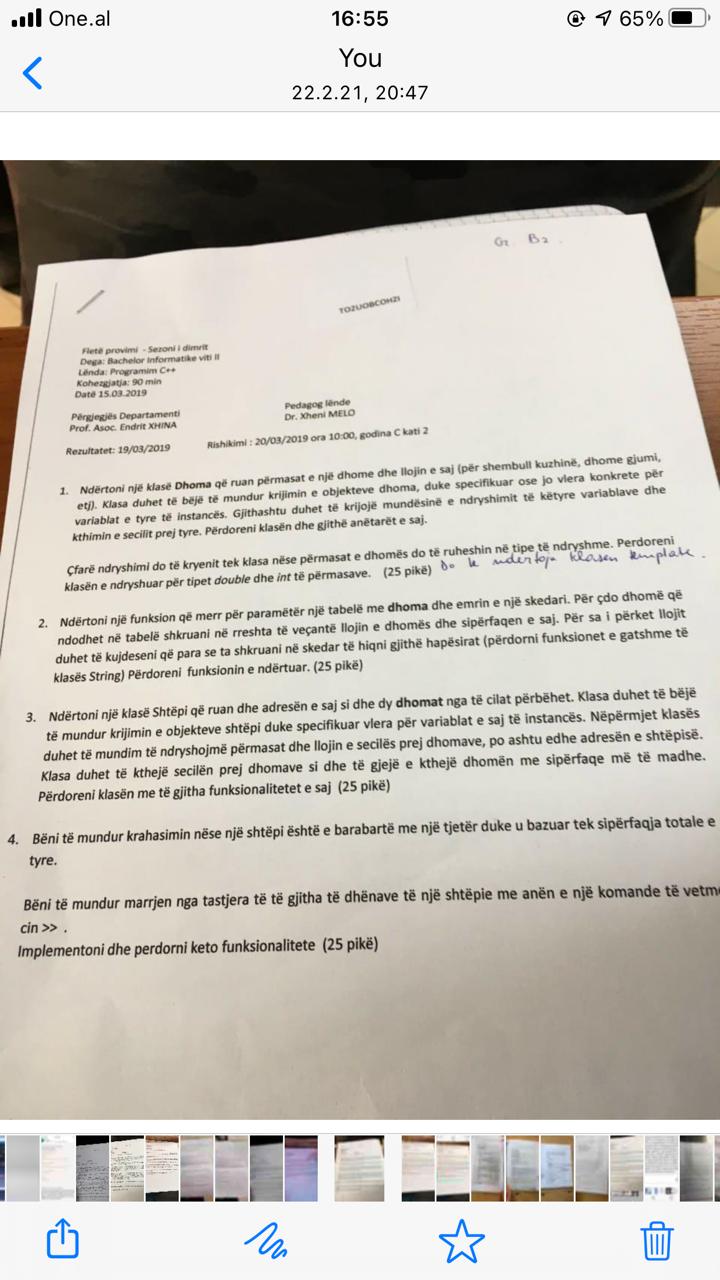 One.al
16:55
65%
You
22.2.21, 20:47
Gr B2
TOZUOBCOHZI
Fletë provimi - Sezoni i dimrit
Dega: Bachelor Informatike viti II
Lënda: Programim C++
Kohezgjatja: 90 min
Datë 15.03.2019
Përgjegjës Departamenti
Prof. Asoc. Endrit XHINA
Pedagog lënde
Dr. Xheni MELO
Rezultatet: 19/03/2019
Rishikimi : 20/03/2019 ora 10:00, godina C kati 2
1. Ndërtoni një klasë Dhoma që ruan përmasat e një dhome dhe llojin e saj (për shembull kuzhinë, dhome gjumi,
etj). Klasa duhet të bëjë të mundur krijimin e objekteve dhoma, duke specifikuar ose jo vlera konkrete për
variablat e tyre të instancës. Gjithashtu duhet të krijojë mundësinë e ndryshimit të këtyre variablave dhe
kthimin e secilit prej tyre. Përdoreni klasën dhe gjithë anëtarët e saj.
Çfarë ndryshimi do të kryenit tek klasa nëse përmasat e dhomës do të ruheshin në tipe të ndryshme. Perdoreni
klasën e ndryshuar për tipet double dhe int të përmasave. (25 pikë) Do te ndertoja klasen template.
2. Ndërtoni një funksion që merr për parametër një tabelë me dhoma dhe emrin e një skedari. Për çdo dhomë që
ndodhet në tabelë shkruani në rreshta të veçantë llojin e dhomës dhe sipërfaqen e saj. Për sa i përket llojit
duhet të kujdeseni që para se ta shkruani në skedar të hiqni gjithë hapësirat (përdorni funksionet e gatshme të
klasës String) Përdoreni funksionin e ndërtuar. (25 pikë)
3. Ndërtoni një klasë Shtëpi që ruan dhe adresën e saj si dhe dy dhomat nga të cilat përbëhet. Klasa duhet të bëjë
të mundur krijimin e objekteve shtëpi duke specifikuar vlera për variablat e saj të instancës. Nëpërmjet klasës
duhet të mundim të ndryshojmë përmasat dhe llojin e secilës prej dhomave, po ashtu edhe adresën e shtëpisë.
Klasa duhet të kthejë secilën prej dhomave si dhe të gjejë e kthejë dhomën me sipërfaqe më të madhe.
Përdoreni klasën me të gjitha funksionalitetet e saj (25 pikë)
4. Bëni të mundur krahasimin nëse një shtëpi është e barabartë me një tjetër duke u bazuar tek sipërfaqja totale e
tyre.
Bëni të mundur marrjen nga tastjera të të gjitha të dhënave të një shtëpie me anën e një komande të vetme
cin >> .
Implementoni dhe perdorni keto funksionalitete (25 pikë)